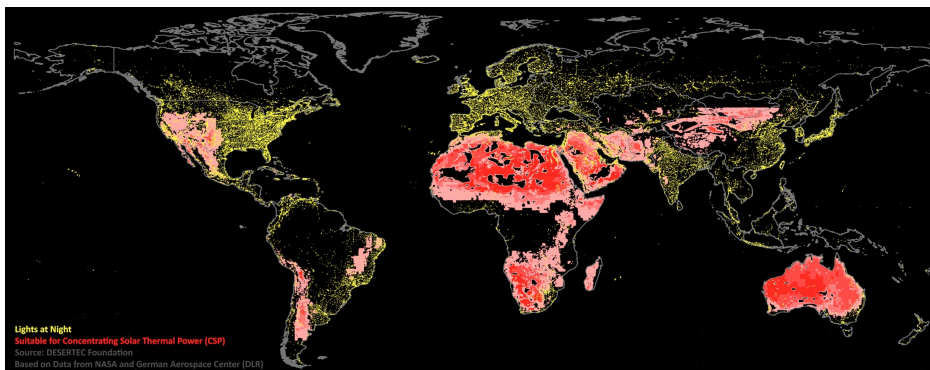 Lights at Night
Suitable for Concentrating Solar Thermal Power (CSP)
Source: DESERTEC Foundation
Based on Data from NASA and German Aerospace Center (DLR)